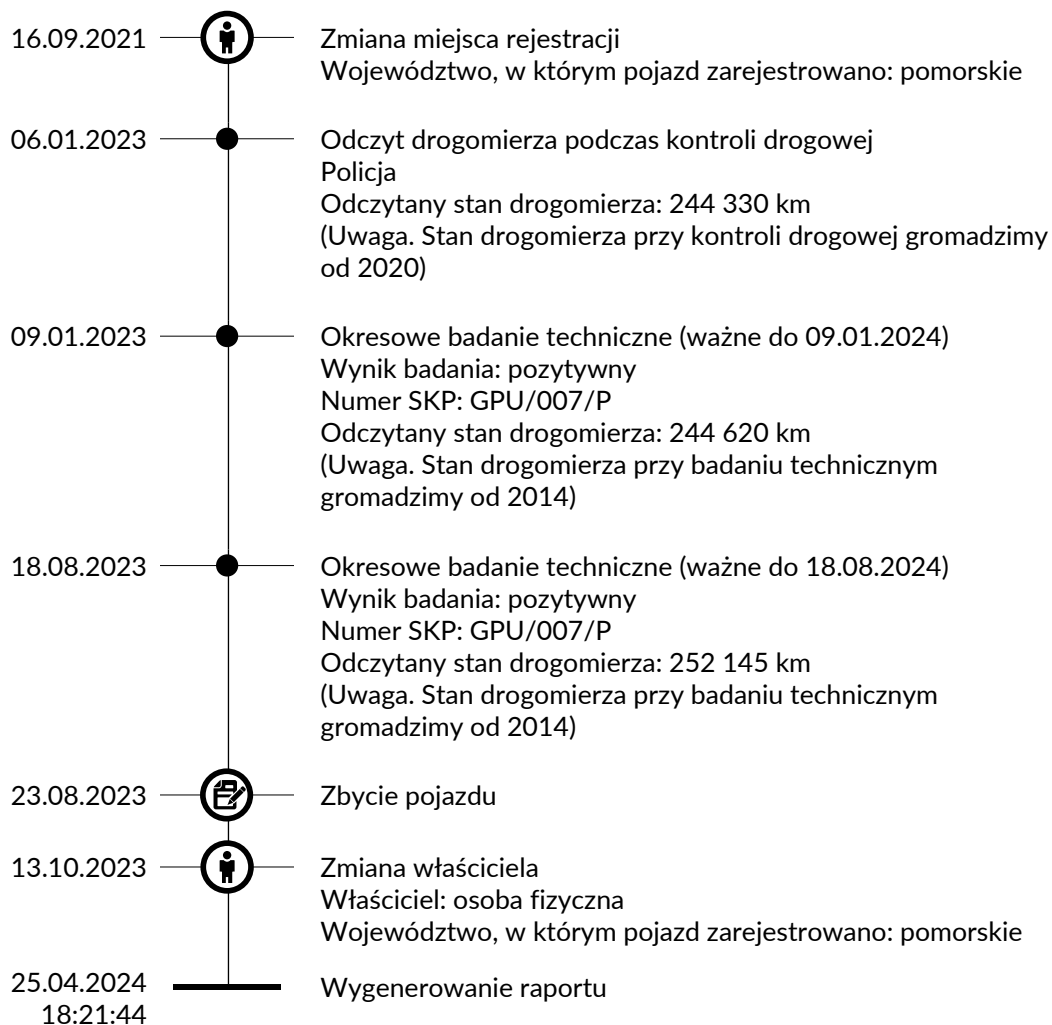 16.09.2021
Zmiana miejsca rejestracji
Województwo, w którym pojazd zarejestrowano: pomorskie
06.01.2023
Odczyt drogomierza podczas kontroli drogowej
Policja
Odczytany stan drogomierza: 244 330 km
(Uwaga. Stan drogomierza przy kontroli drogowej gromadzimy
od 2020)
09.01.2023
Okresowe badanie techniczne (ważne do 09.01.2024)
Wynik badania: pozytywny
Numer SKP: GPU/007/P
Odczytany stan drogomierza: 244 620 km
(Uwaga. Stan drogomierza przy badaniu technicznym
gromadzimy od 2014)
18.08.2023
Okresowe badanie techniczne (ważne do 18.08.2024)
Wynik badania: pozytywny
Numer SKP: GPU/007/P
Odczytany stan drogomierza: 252 145 km
(Uwaga. Stan drogomierza przy badaniu technicznym
gromadzimy od 2014)
23.08.2023
Zbycie pojazdu
13.10.2023
Zmiana właściciela
Właściciel: osoba fizyczna
Województwo, w którym pojazd zarejestrowano: pomorskie
25.04.2024
18:21:44
Wygenerowanie raportu